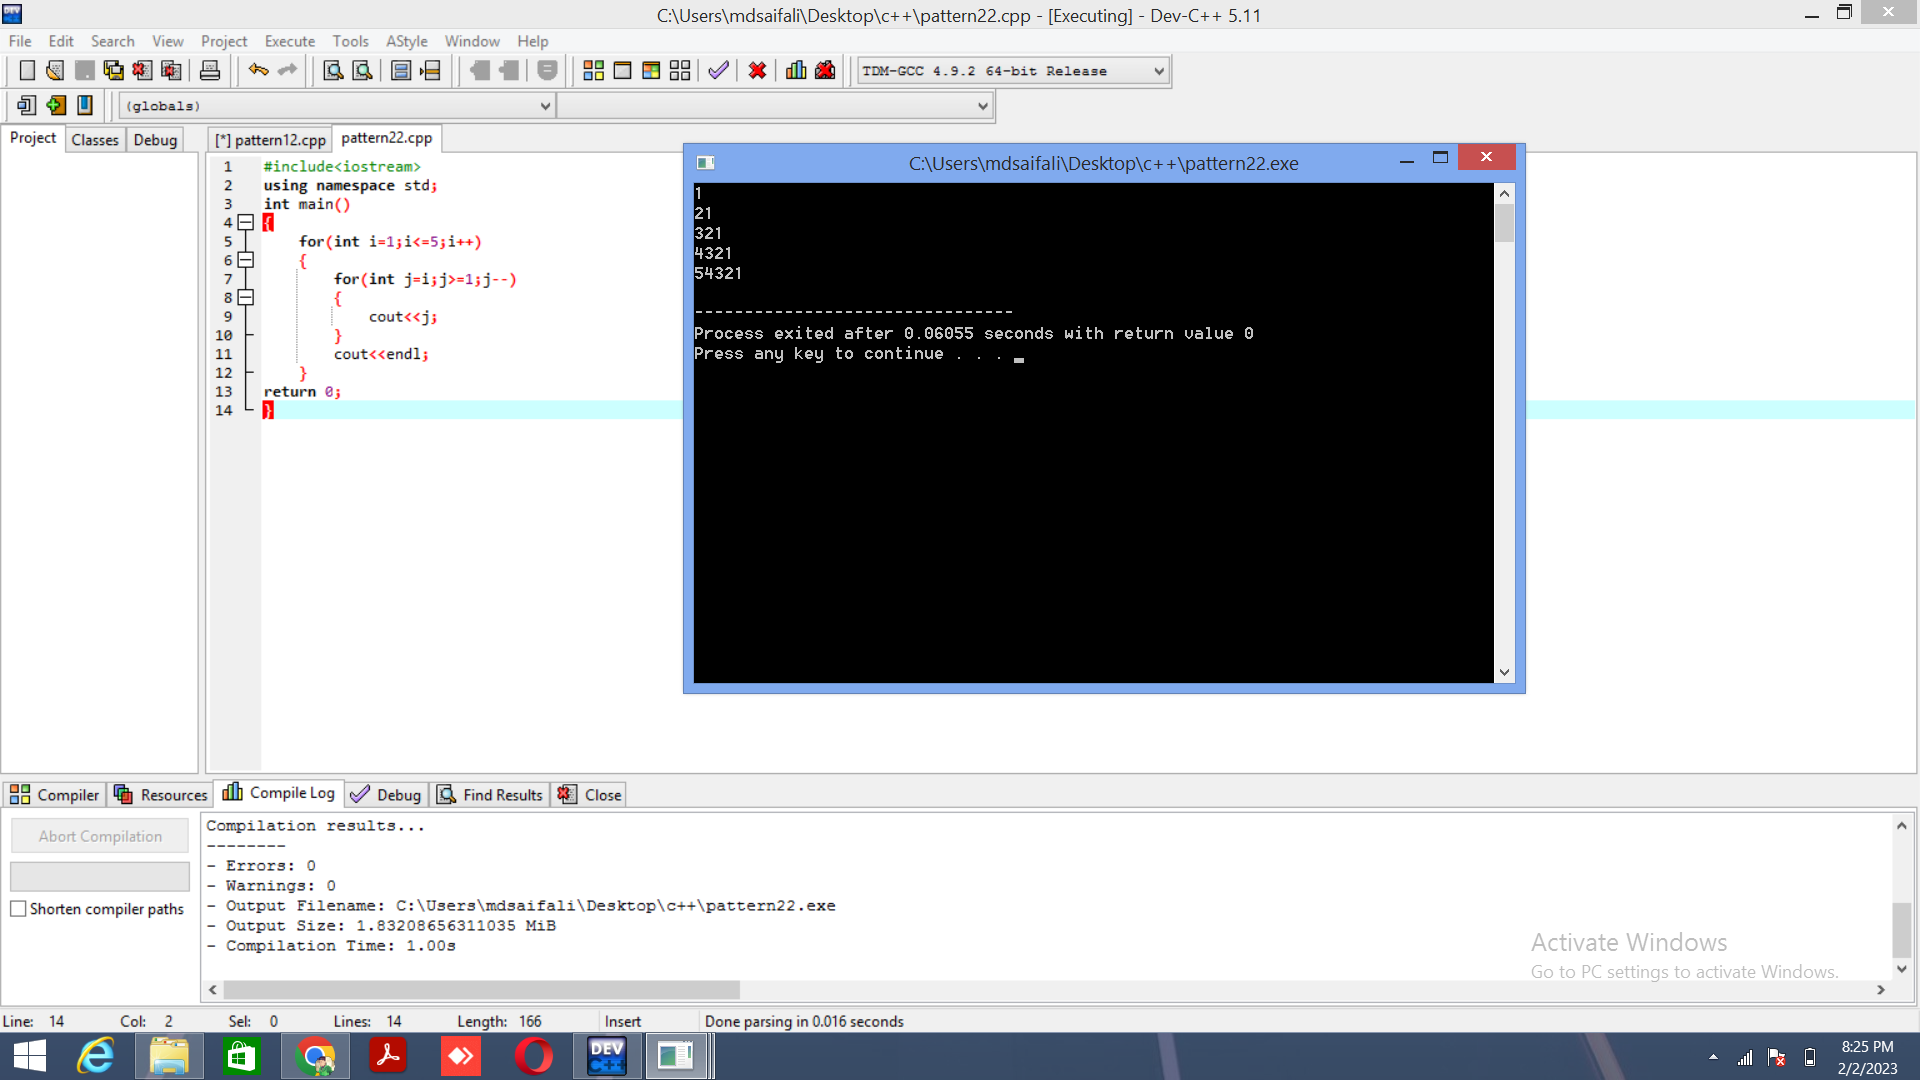 C:\Users\mdsaifali\Desktop\c++\pattern22.cpp - [Executing] - Dev-C++ 5.11
File Edit Search View Project Execute Tools AStyle Window Help
TDM-GCC 4.9.2 64-bit Release
(globals)
Project Classes Debug
[*] pattern12.cpp pattern22.cpp
1 #include<iostream>
2 using namespace std;
3 int main()
4 {
5 for(int i=1;i<=5;i++)
6 {
7 for(int j=i;j>=1;j--)
8 {
9 cout<<j;
10 }
11 cout<<endl;
12 }
13 return 0;
14 }
C:\Users\mdsaifali\Desktop\c++\pattern22.exe
1
21
321
4321
54321
--------------------------------
Process exited after 0.06055 seconds with return value 0
Press any key to continue . . . _
Compiler Resources Compile Log Debug Find Results Close
Abort Compilation
Shorten compiler paths
Compilation results...
--------
- Errors: 0
- Warnings: 0
- Output Filename: C:\Users\mdsaifali\Desktop\c++\pattern22.exe
- Output Size: 1.83208656311035 MiB
- Compilation Time: 1.00s
Activate Windows
Go to PC settings to activate Windows.
Line: 14 Col: 2 Sel: 0 Lines: 14 Length: 166 Insert Done parsing in 0.016 seconds
DEV
C++
8:25 PM
2/2/2023